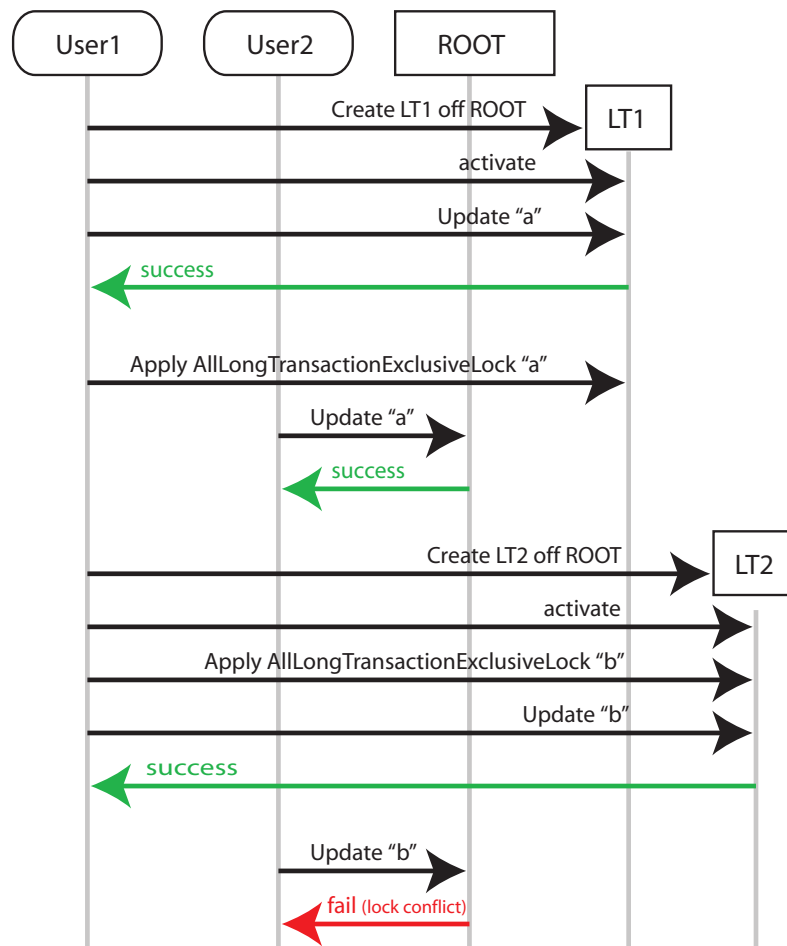 User1
User2
ROOT
Create LT1 off ROOT
LT1
activate
Update “a”
success
Apply AllLongTransactionExclusiveLock “a”
Update “a”
success
Create LT2 off ROOT
LT2
activate
Apply AllLongTransactionExclusiveLock “b”
Update “b”
success
Update “b”
fail (lock conflict)